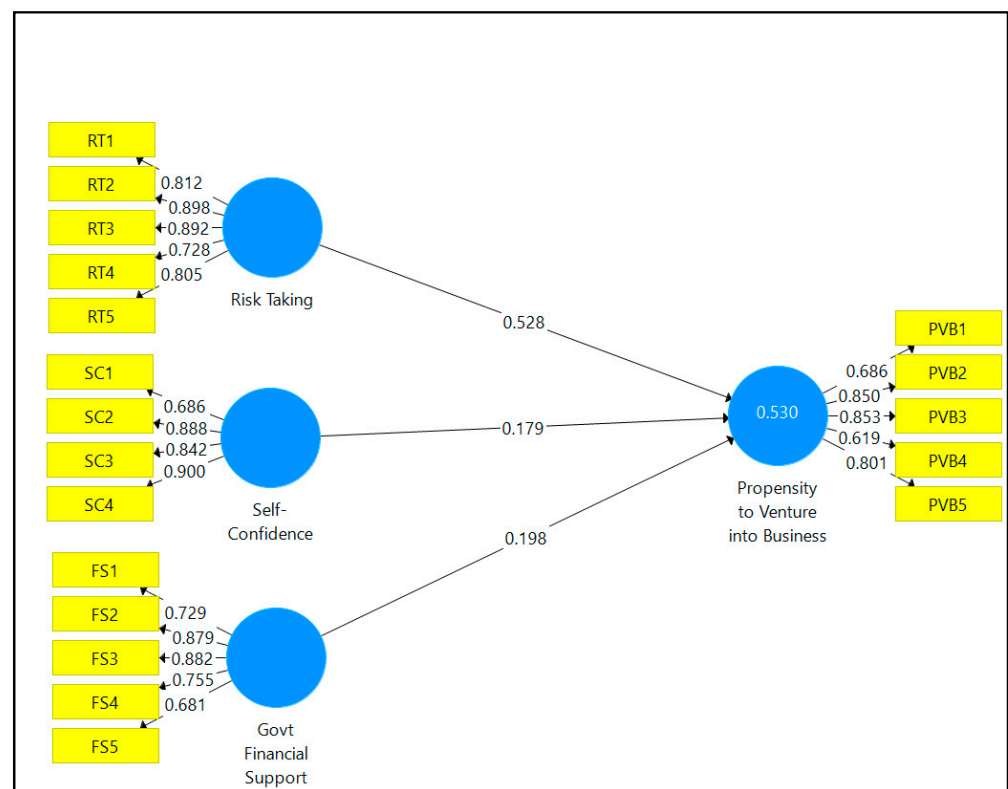 RT1
0.812
RT2
0.898
RT3
0.892
0.728
RT4
0.805
RT5
Risk Taking
0.528
SC1
0.686
SC2
0.888
SC3
0.842
0.900
SC4
Self-
Confidence
0.179
FS1
0.729
FS2
0.879
FS3
0.882
0.755
FS4
0.681
FS5
Govt
Financial
Support
0.198
0.530
Propensity
to Venture
into Business
PVB1
0.686
PVB2
0.850
PVB3
0.853
0.619
PVB4
0.801
PVB5